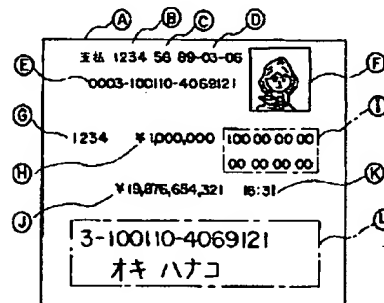 Ⓐ Ⓑ Ⓒ Ⓓ
支払 1234 56 89-03-06
Ⓔ 0003-100110-4069121 Ⓕ
Ⓖ Ⓘ
1234 ¥1,000,000 100 00 00 00
Ⓗ 00 00 00 00
Ⓙ ¥19,876,654,321 16:31 Ⓚ
Ⓛ
3-100110-4069121
オキ ハナコ